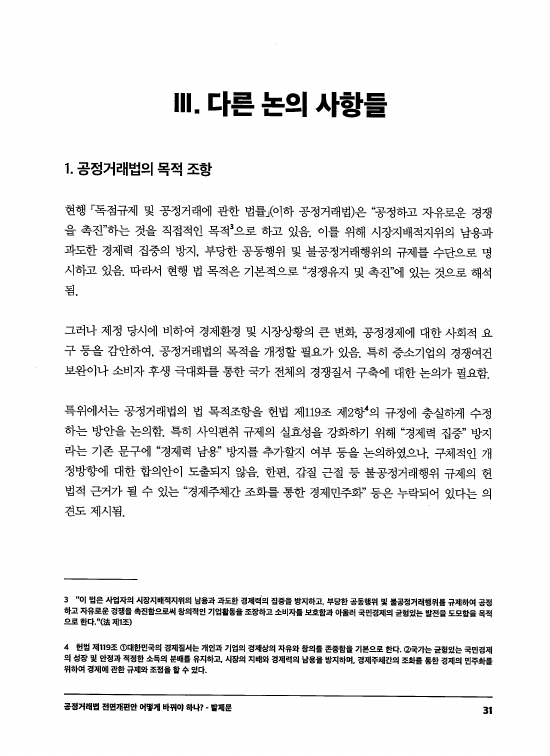 III. 다른 논의 사항들
1. 공정거래법의 목적 조항
현행 「독점규제 및 공정거래에 관한 법률」(이하 공정거래법)은 “공정하고 자유로운 경쟁
을 촉진”하는 것을 직접적인 목적3으로 하고 있음. 이를 위해 시장지배적지위의 남용과
과도한 경제력 집중의 방지, 부당한 공동행위 및 불공정거래행위의 규제를 수단으로 명
시하고 있음. 따라서 현행 법 목적은 기본적으로 “경쟁유지 및 촉진”에 있는 것으로 해석
됨.
그러나 제정 당시에 비하여 경제환경 및 시장상황의 큰 변화, 공정경제에 대한 사회적 요
구 등을 감안하여, 공정거래법의 목적을 개정할 필요가 있음. 특히 중소기업의 경쟁여건
보완이나 소비자 후생 극대화를 통한 국가 전체의 경쟁질서 구축에 대한 논의가 필요함.
특위에서는 공정거래법의 법 목적조항을 헌법 제119조 제2항4의 규정에 충실하게 수정
하는 방안을 논의함. 특히 사익편취 규제의 실효성을 강화하기 위해 “경제력 집중” 방지
라는 기존 문구에 “경제력 남용” 방지를 추가할지 여부 등을 논의하였으나, 구체적인 개
정방향에 대한 합의안이 도출되지 않음. 한편, 갑질 근절 등 불공정거래행위 규제의 헌
법적 근거가 될 수 있는 “경제주체간 조화를 통한 경제민주화” 등은 누락되어 있다는 의
견도 제시됨.
3 "이 법은 사업자의 시장지배적지위의 남용과 과도한 경제력의 집중을 방지하고, 부당한 공동행위 및 불공정거래행위를 규제하여 공정
하고 자유로운 경쟁을 촉진함으로써 창의적인 기업활동을 조장하고 소비자를 보호함과 아울러 국민경제의 균형있는 발전을 도모함을 목적
으로 한다."(法 제1조)
4 헌법 제119조 ①대한민국의 경제질서는 개인과 기업의 경제상의 자유와 창의를 존중함을 기본으로 한다. ②국가는 균형있는 국민경제
의 성장 및 안정과 적정한 소득의 분배를 유지하고, 시장의 지배와 경제력의 남용을 방지하며, 경제주체간의 조화를 통한 경제의 민주화를
위하여 경제에 관한 규제와 조정을 할 수 있다.
공정거래법 전면개편안 어떻게 바꿔야 하나? - 발제문
31